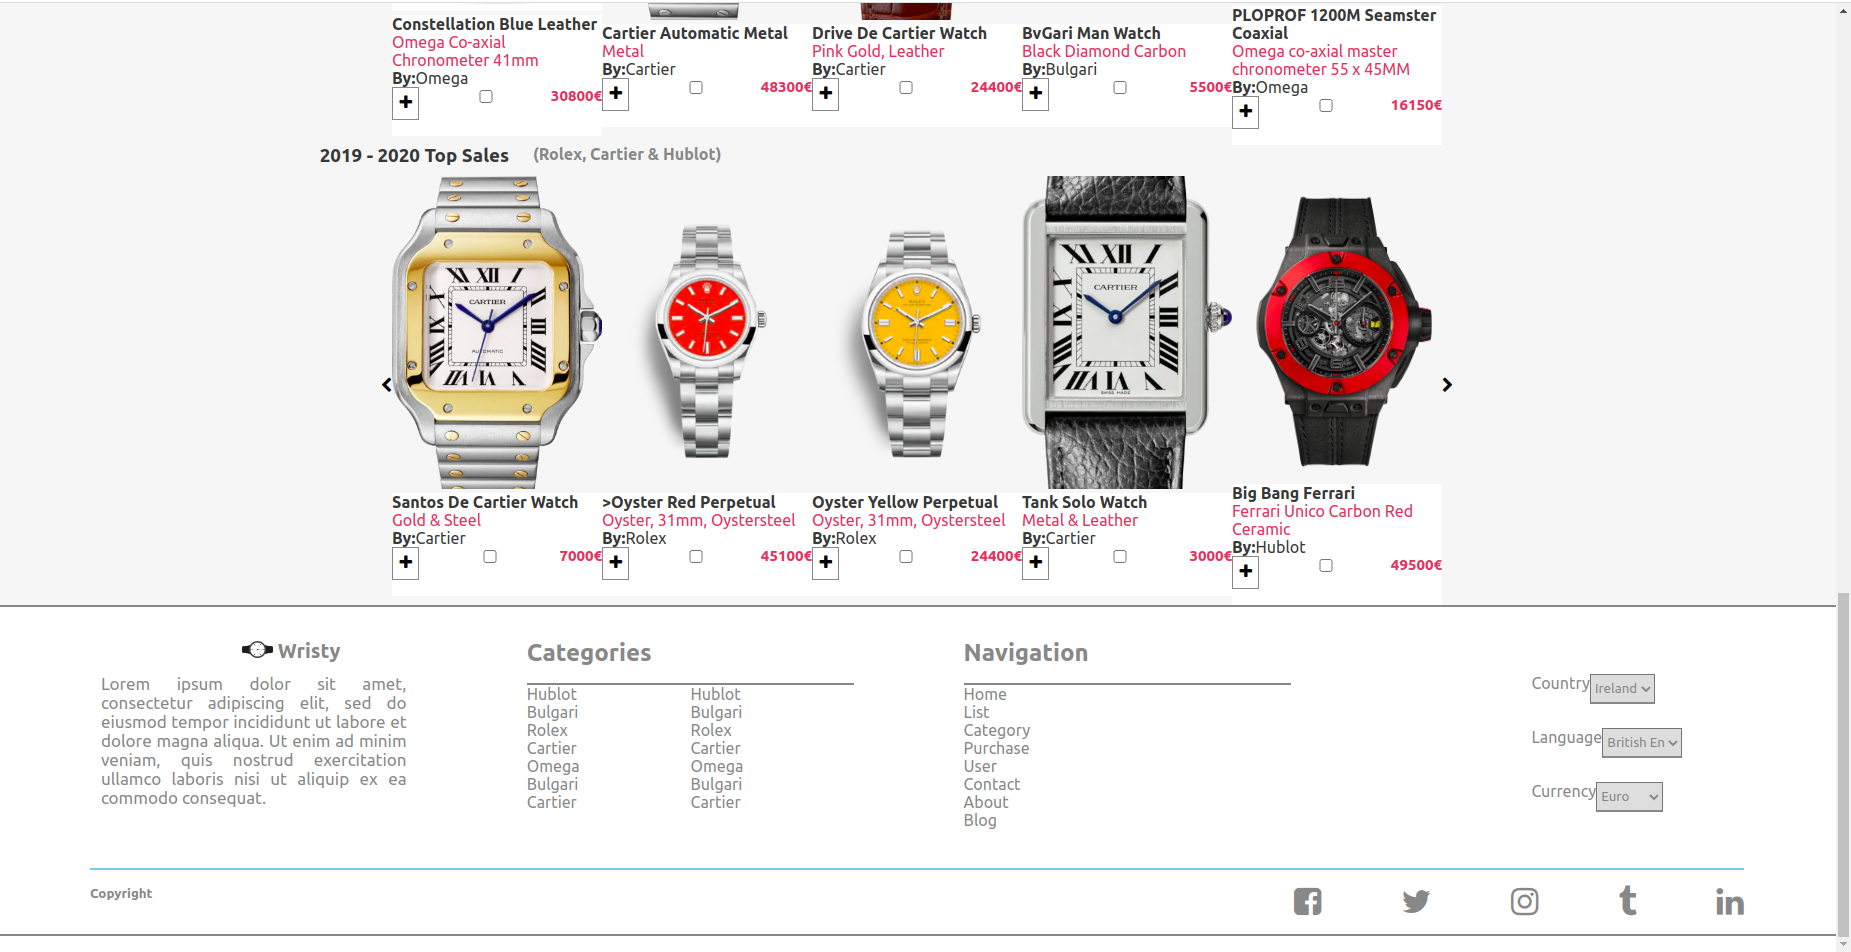 Constellation Blue Leather
Omega Co-axial
Chronometer 41mm
By:Omega
30800€
Cartier Automatic Metal
Metal
By:Cartier
48300€
Drive De Cartier Watch
Pink Gold, Leather
By:Cartier
24400€
BvGari Man Watch
Black Diamond Carbon
By:Bulgari
5500€
PLOPROF 1200M Seamster
Coaxial
Omega co-axial master
chronometer 55 x 45MM
By:Omega
16150€
2019 - 2020 Top Sales (Rolex, Cartier & Hublot)
XII
CARTIER
AUTOMATIC
XII
CARTIER
SWISS MADE
Santos De Cartier Watch
Gold & Steel
By:Cartier
7000€
>Oyster Red Perpetual
Oyster, 31mm, Oystersteel
By:Rolex
45100€
Oyster Yellow Perpetual
Oyster, 31mm, Oystersteel
By:Rolex
24400€
Tank Solo Watch
Metal & Leather
By:Cartier
3000€
Big Bang Ferrari
Ferrari Unico Carbon Red
Ceramic
By:Hublot
49500€
Wristy
Lorem ipsum dolor sit amet,
consectetur adipiscing elit, sed do
eiusmod tempor incididunt ut labore et
dolore magna aliqua. Ut enim ad minim
veniam, quis nostrud exercitation
ullamco laboris nisi ut aliquip ex ea
commodo consequat.
Categories
Hublot
Bulgari
Rolex
Cartier
Omega
Bulgari
Cartier
Hublot
Bulgari
Rolex
Cartier
Omega
Bulgari
Cartier
Navigation
Home
List
Category
Purchase
User
Contact
About
Blog
Country Ireland
Language British En
Currency Euro
Copyright